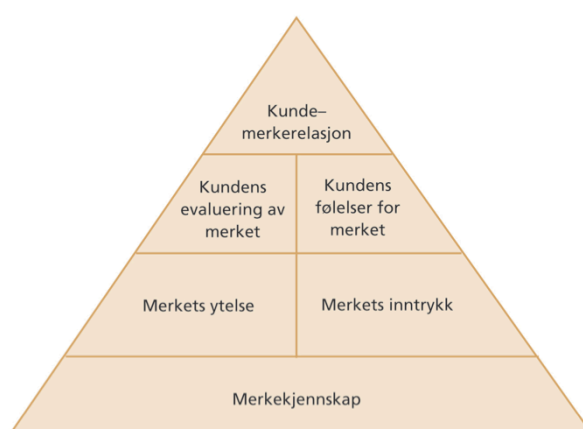 Kunde–
merkerelasjon
Kundens
evaluering av
merket
Kundens
følelser for
merket
Merkets ytelse
Merkets inntrykk
Merkekjennskap